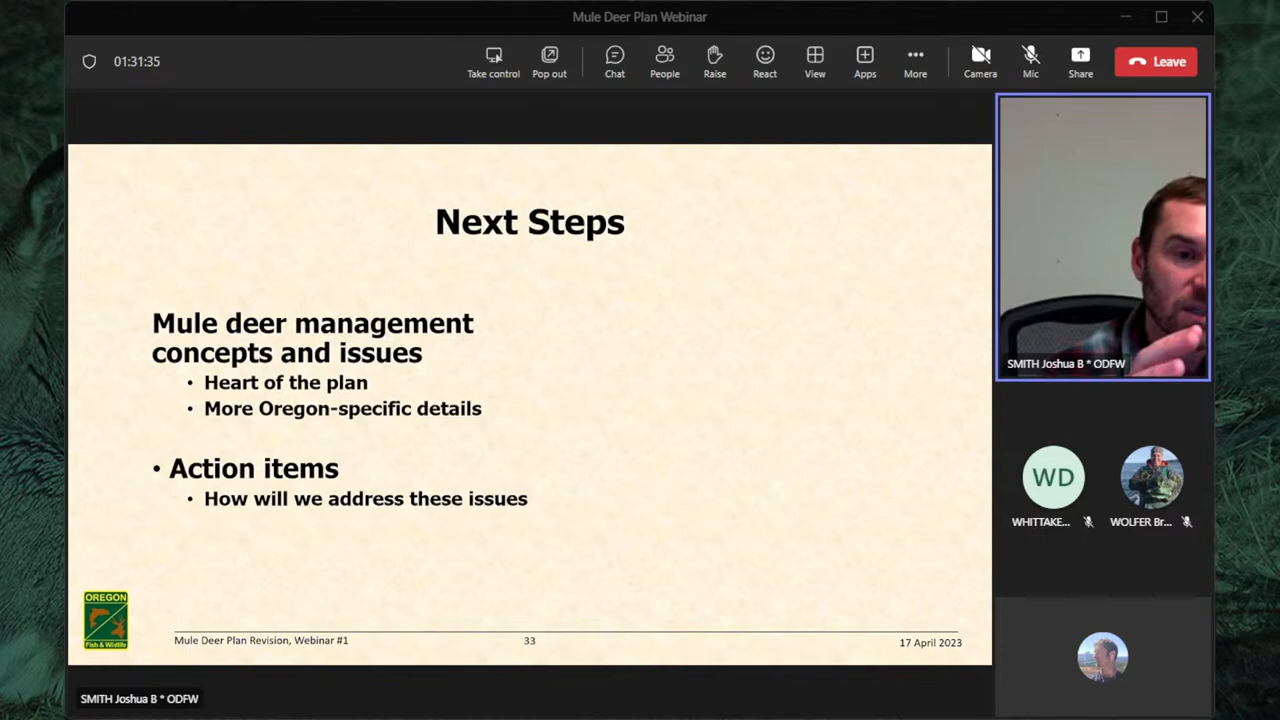 Mule Deer Plan Webinar
01:31:35
Take control
Pop out
Chat
People
Raise
React
View
Apps
More
Camera
Mic
Share
Leave
Next Steps
Mule deer management
concepts and issues
• Heart of the plan
• More Oregon-specific details
• Action items
• How will we address these issues
OREGON
Fish & Wildlife
Mule Deer Plan Revision, Webinar #1
33
17 April 2023
SMITH Joshua B * ODFW
SMITH Joshua B * ODFW
WD
WHITTAKE...
WOLFER Br...